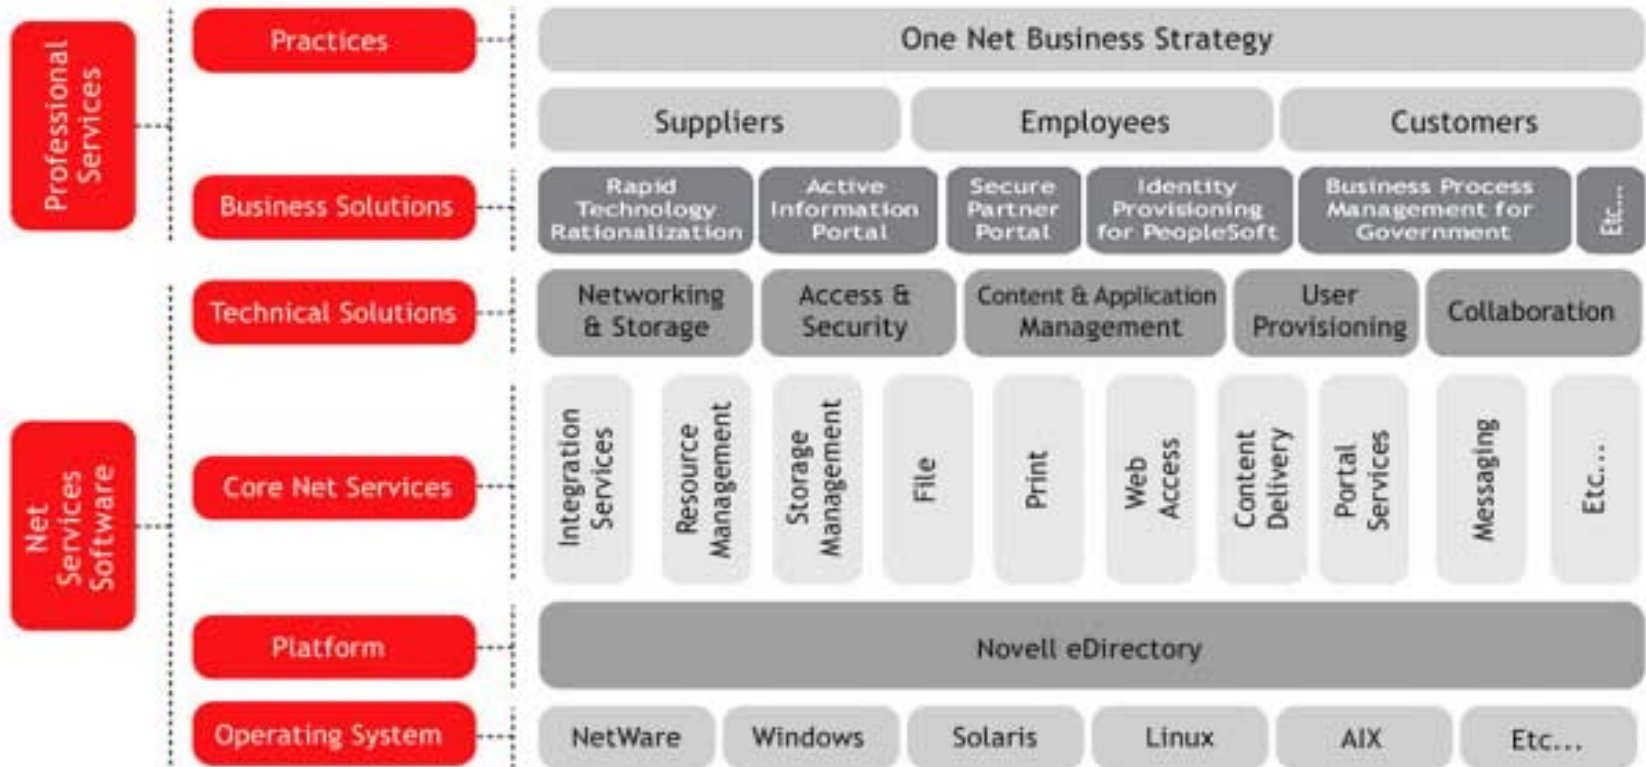 Professional
Services
Practices
One Net Business Strategy
Suppliers
Employees
Customers
Business Solutions
Rapid
Technology
Rationalization
Active
Information
Portal
Secure
Partner
Portal
Identity
Provisioning
for PeopleSoft
Business Process
Management for
Government
Etc...
Net
Services
Software
Technical Solutions
Networking
& Storage
Access &
Security
Content & Application
Management
User
Provisioning
Collaboration
Core Net Services
Integration
Services
Resource
Management
Storage
Management
File
Print
Web
Access
Content
Delivery
Portal
Services
Messaging
Etc...
Platform
Novell eDirectory
Operating System
NetWare
Windows
Solaris
Linux
AIX
Etc...